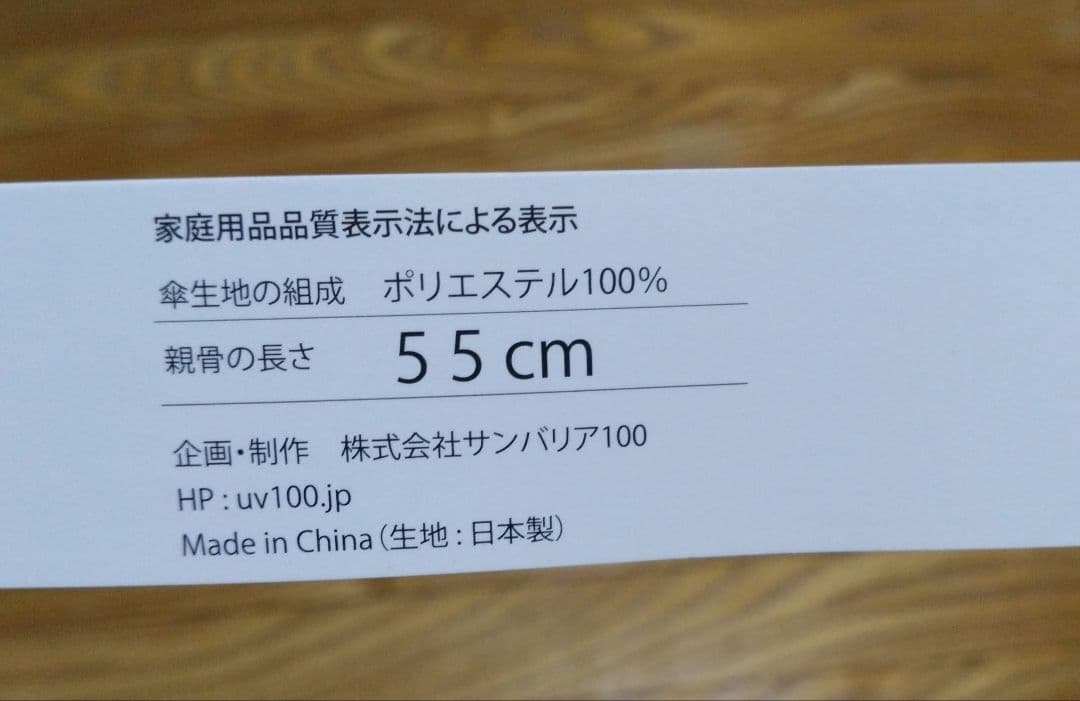 家庭用品品質表示法による表示
傘生地の組成　ポリエステル100%
親骨の長さ　55cm
企画・制作　株式会社サンバリア100
HP : uv100.jp
Made in China（生地 : 日本製）